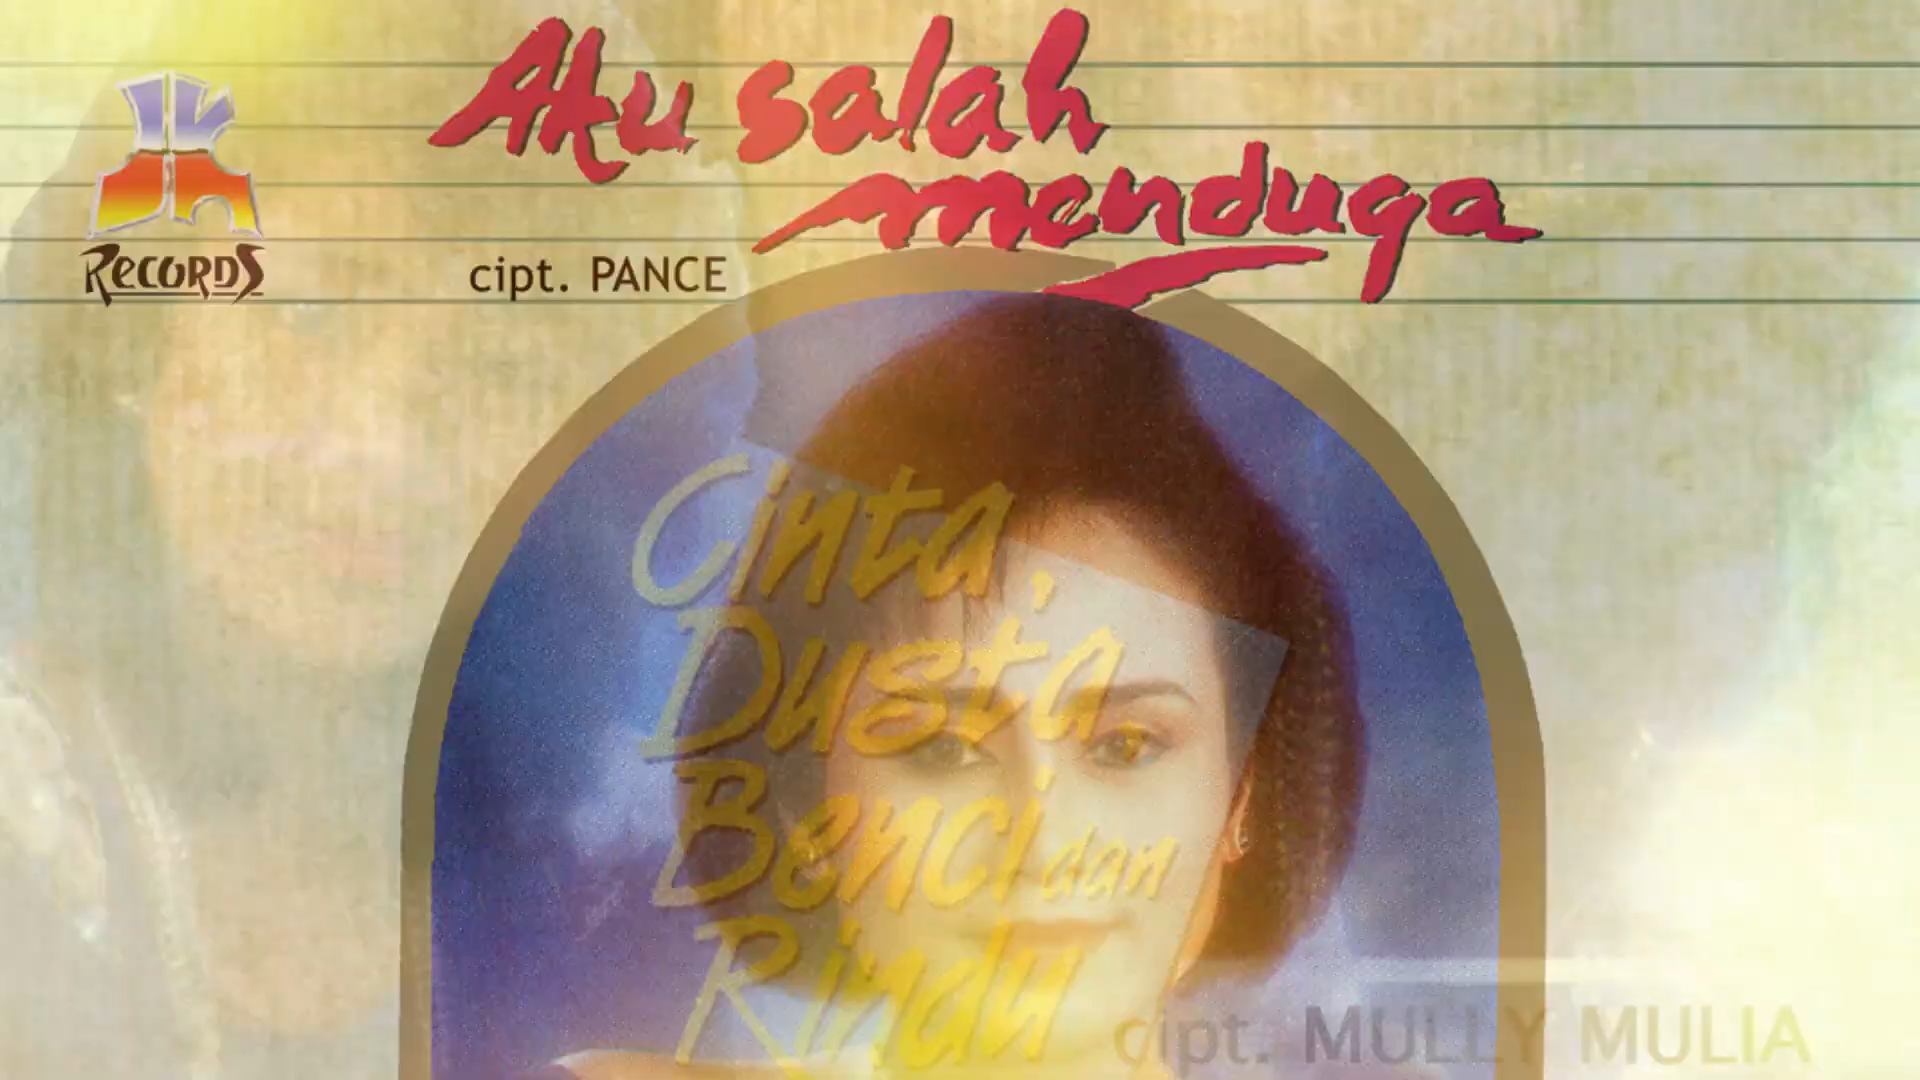 Aku salah
menduga
RECORDS
cipt. PANCE
Cinta,
Dusta
Benci dan
Rindu
cipt. MULLY MULIA